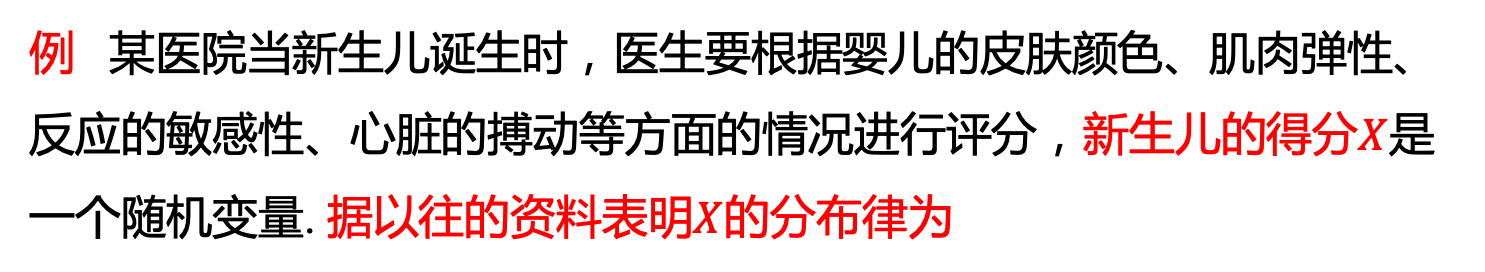 例 某医院当新生儿诞生时，医生要根据婴儿的皮肤颜色、肌肉弹性、
反应的敏感性、心脏的搏动等方面的情况进行评分，新生儿的得分X是
一个随机变量. 据以往的资料表明X的分布律为